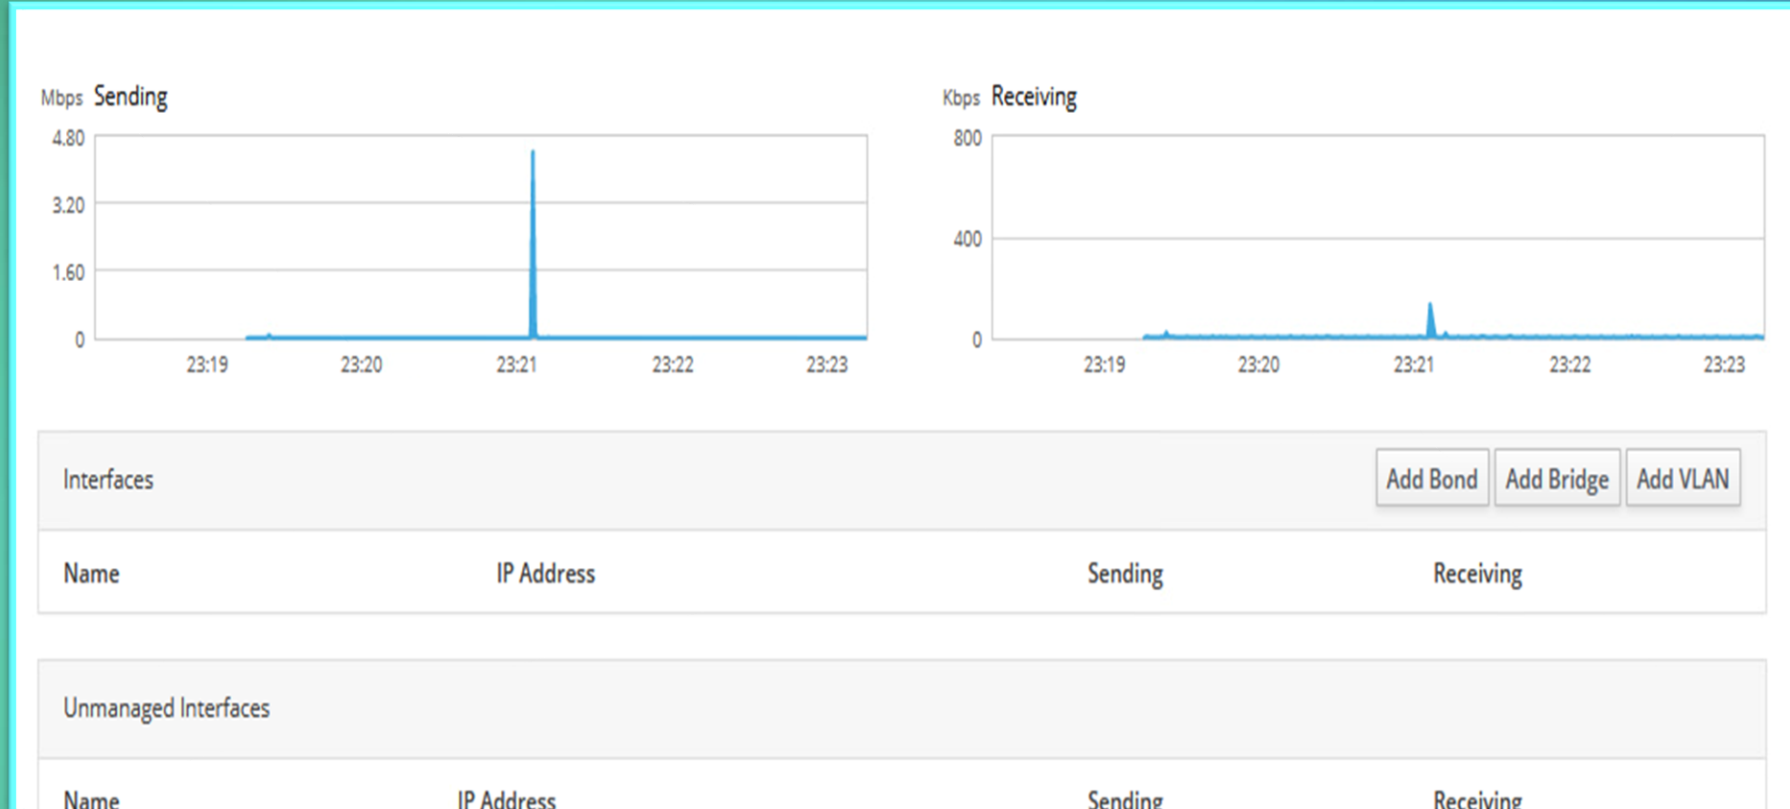 Mbps Sending
4.80
3.20
1.60
0
23:19 23:20 23:21 23:22 23:23
Kbps Receiving
800
400
0
23:19 23:20 23:21 23:22 23:23
Interfaces Add Bond Add Bridge Add VLAN
Name IP Address Sending Receiving
Unmanaged Interfaces
Name IP Address Sending Receiving